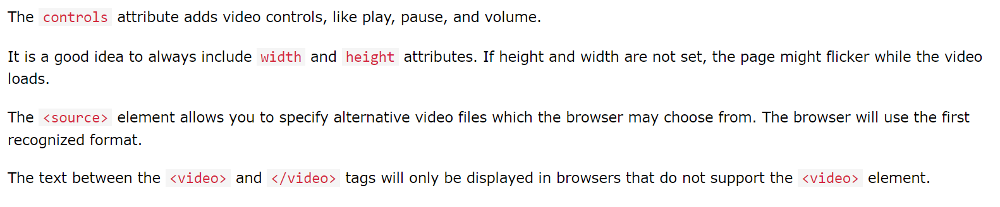 The controls attribute adds video controls, like play, pause, and volume.
It is a good idea to always include width and height attributes. If height and width are not set, the page might flicker while the video
loads.
The <source> element allows you to specify alternative video files which the browser may choose from. The browser will use the first
recognized format.
The text between the <video> and </video> tags will only be displayed in browsers that do not support the <video> element.